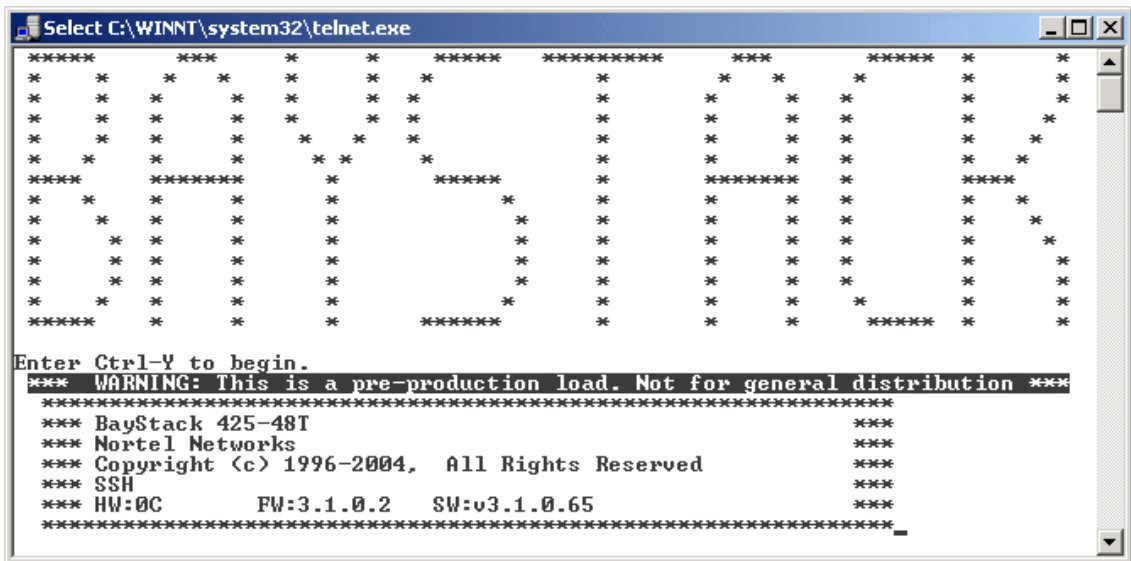 Select C:\WINNT\system32\telnet.exe
BAYSTACK
Enter Ctrl-Y to begin.
*** WARNING: This is a pre-production load. Not for general distribution ***
***************************************************************
*** BayStack 425-48T ***
*** Nortel Networks ***
*** Copyright (c) 1996-2004, All Rights Reserved ***
*** SSH ***
*** HW:0C FW:3.1.0.2 SW:v3.1.0.65 ***
***************************************************************